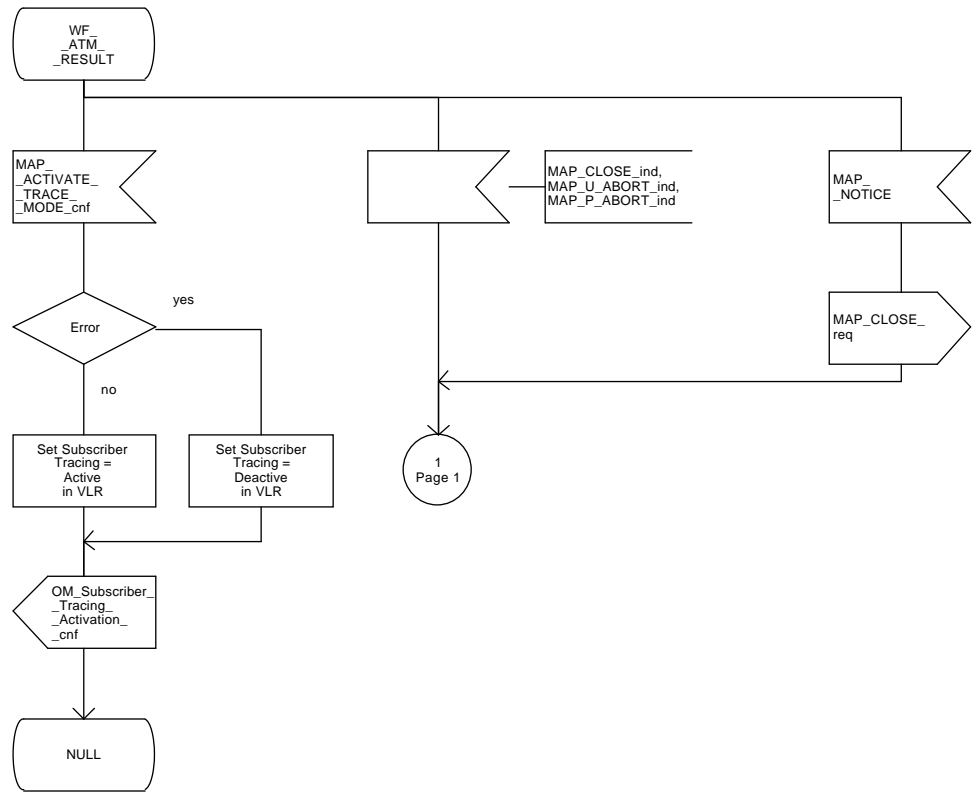 WF_
_ATM_
_RESULT
MAP_
_ACTIVATE_
_TRACE_
_MODE_cnf
MAP_CLOSE_ind,
MAP_U_ABORT_ind,
MAP_P_ABORT_ind
MAP_
_NOTICE
yes
Error
MAP_CLOSE_
req
no
Set Subscriber
Tracing =
Active
in VLR
Set Subscriber
Tracing =
Deactive
in VLR
1
Page 1
OM_Subscriber_
_Tracing_
_Activation_
_cnf
NULL